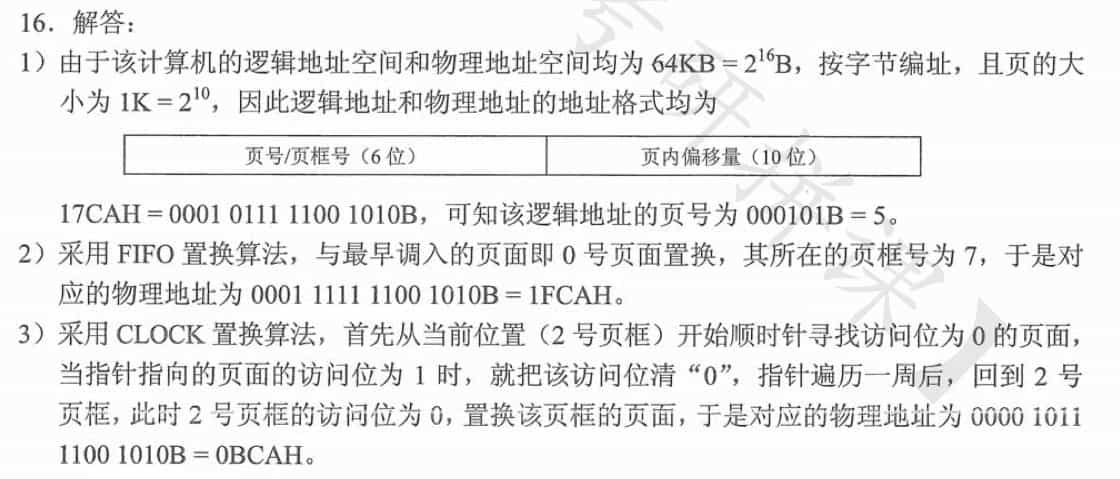 16．解答：
1）由于该计算机的逻辑地址空间和物理地址空间均为 64KB = 2¹⁶B，按字节编址，且页的大
小为 1K = 2¹⁰，因此逻辑地址和物理地址的地址格式均为
页号/页框号（6 位） 页内偏移量（10 位）
17CAH = 0001 0111 1100 1010B，可知该逻辑地址的页号为 000101B = 5。
2）采用 FIFO 置换算法，与最早调入的页面即 0 号页面置换，其所在的页框号为 7，于是对
应的物理地址为 0001 1111 1100 1010B = 1FCAH。
3）采用 CLOCK 置换算法，首先从当前位置（2 号页框）开始顺时针寻找访问位为 0 的页面，
当指针指向的页面的访问位为 1 时，就把该访问位清“0”，指针遍历一周后，回到 2 号
页框，此时 2 号页框的访问位为 0，置换该页框的页面，于是对应的物理地址为 0000 1011
1100 1010B = 0BCAH。